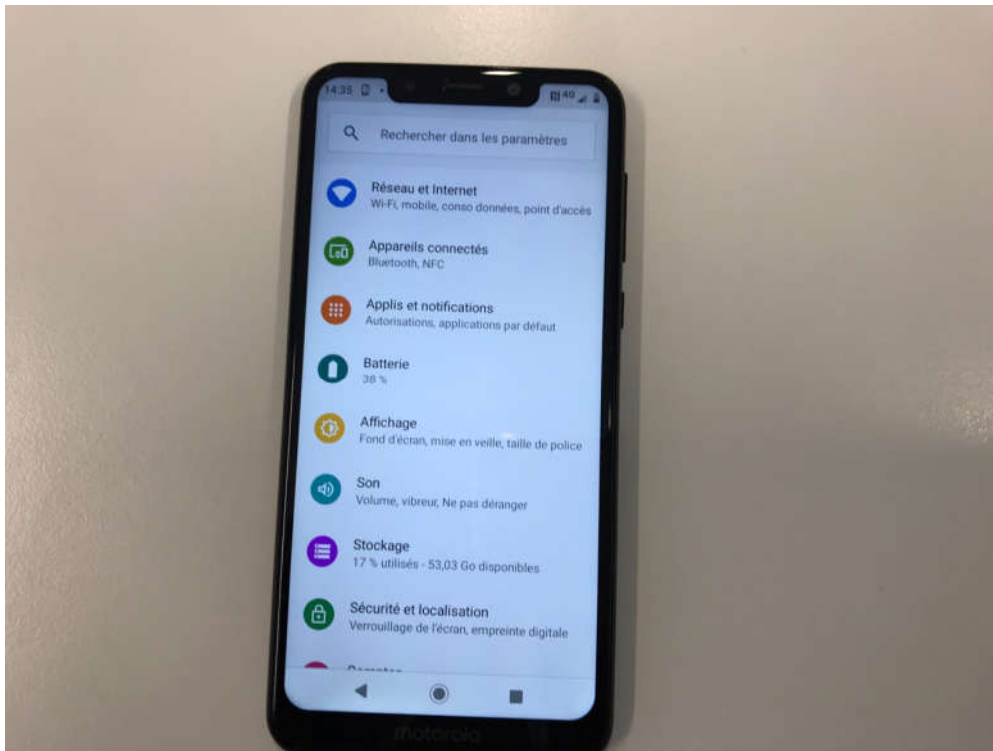 14:35
4G
Rechercher dans les paramètres
Réseau et Internet
Wi-Fi, mobile, conso données, point d'accès
Appareils connectés
Bluetooth, NFC
Applis et notifications
Autorisations, applications par défaut
Batterie
38 %
Affichage
Fond d'écran, mise en veille, taille de police
Son
Volume, vibreur, Ne pas déranger
Stockage
17 % utilisés - 53,03 Go disponibles
Sécurité et localisation
Verrouillage de l'écran, empreinte digitale
motorola